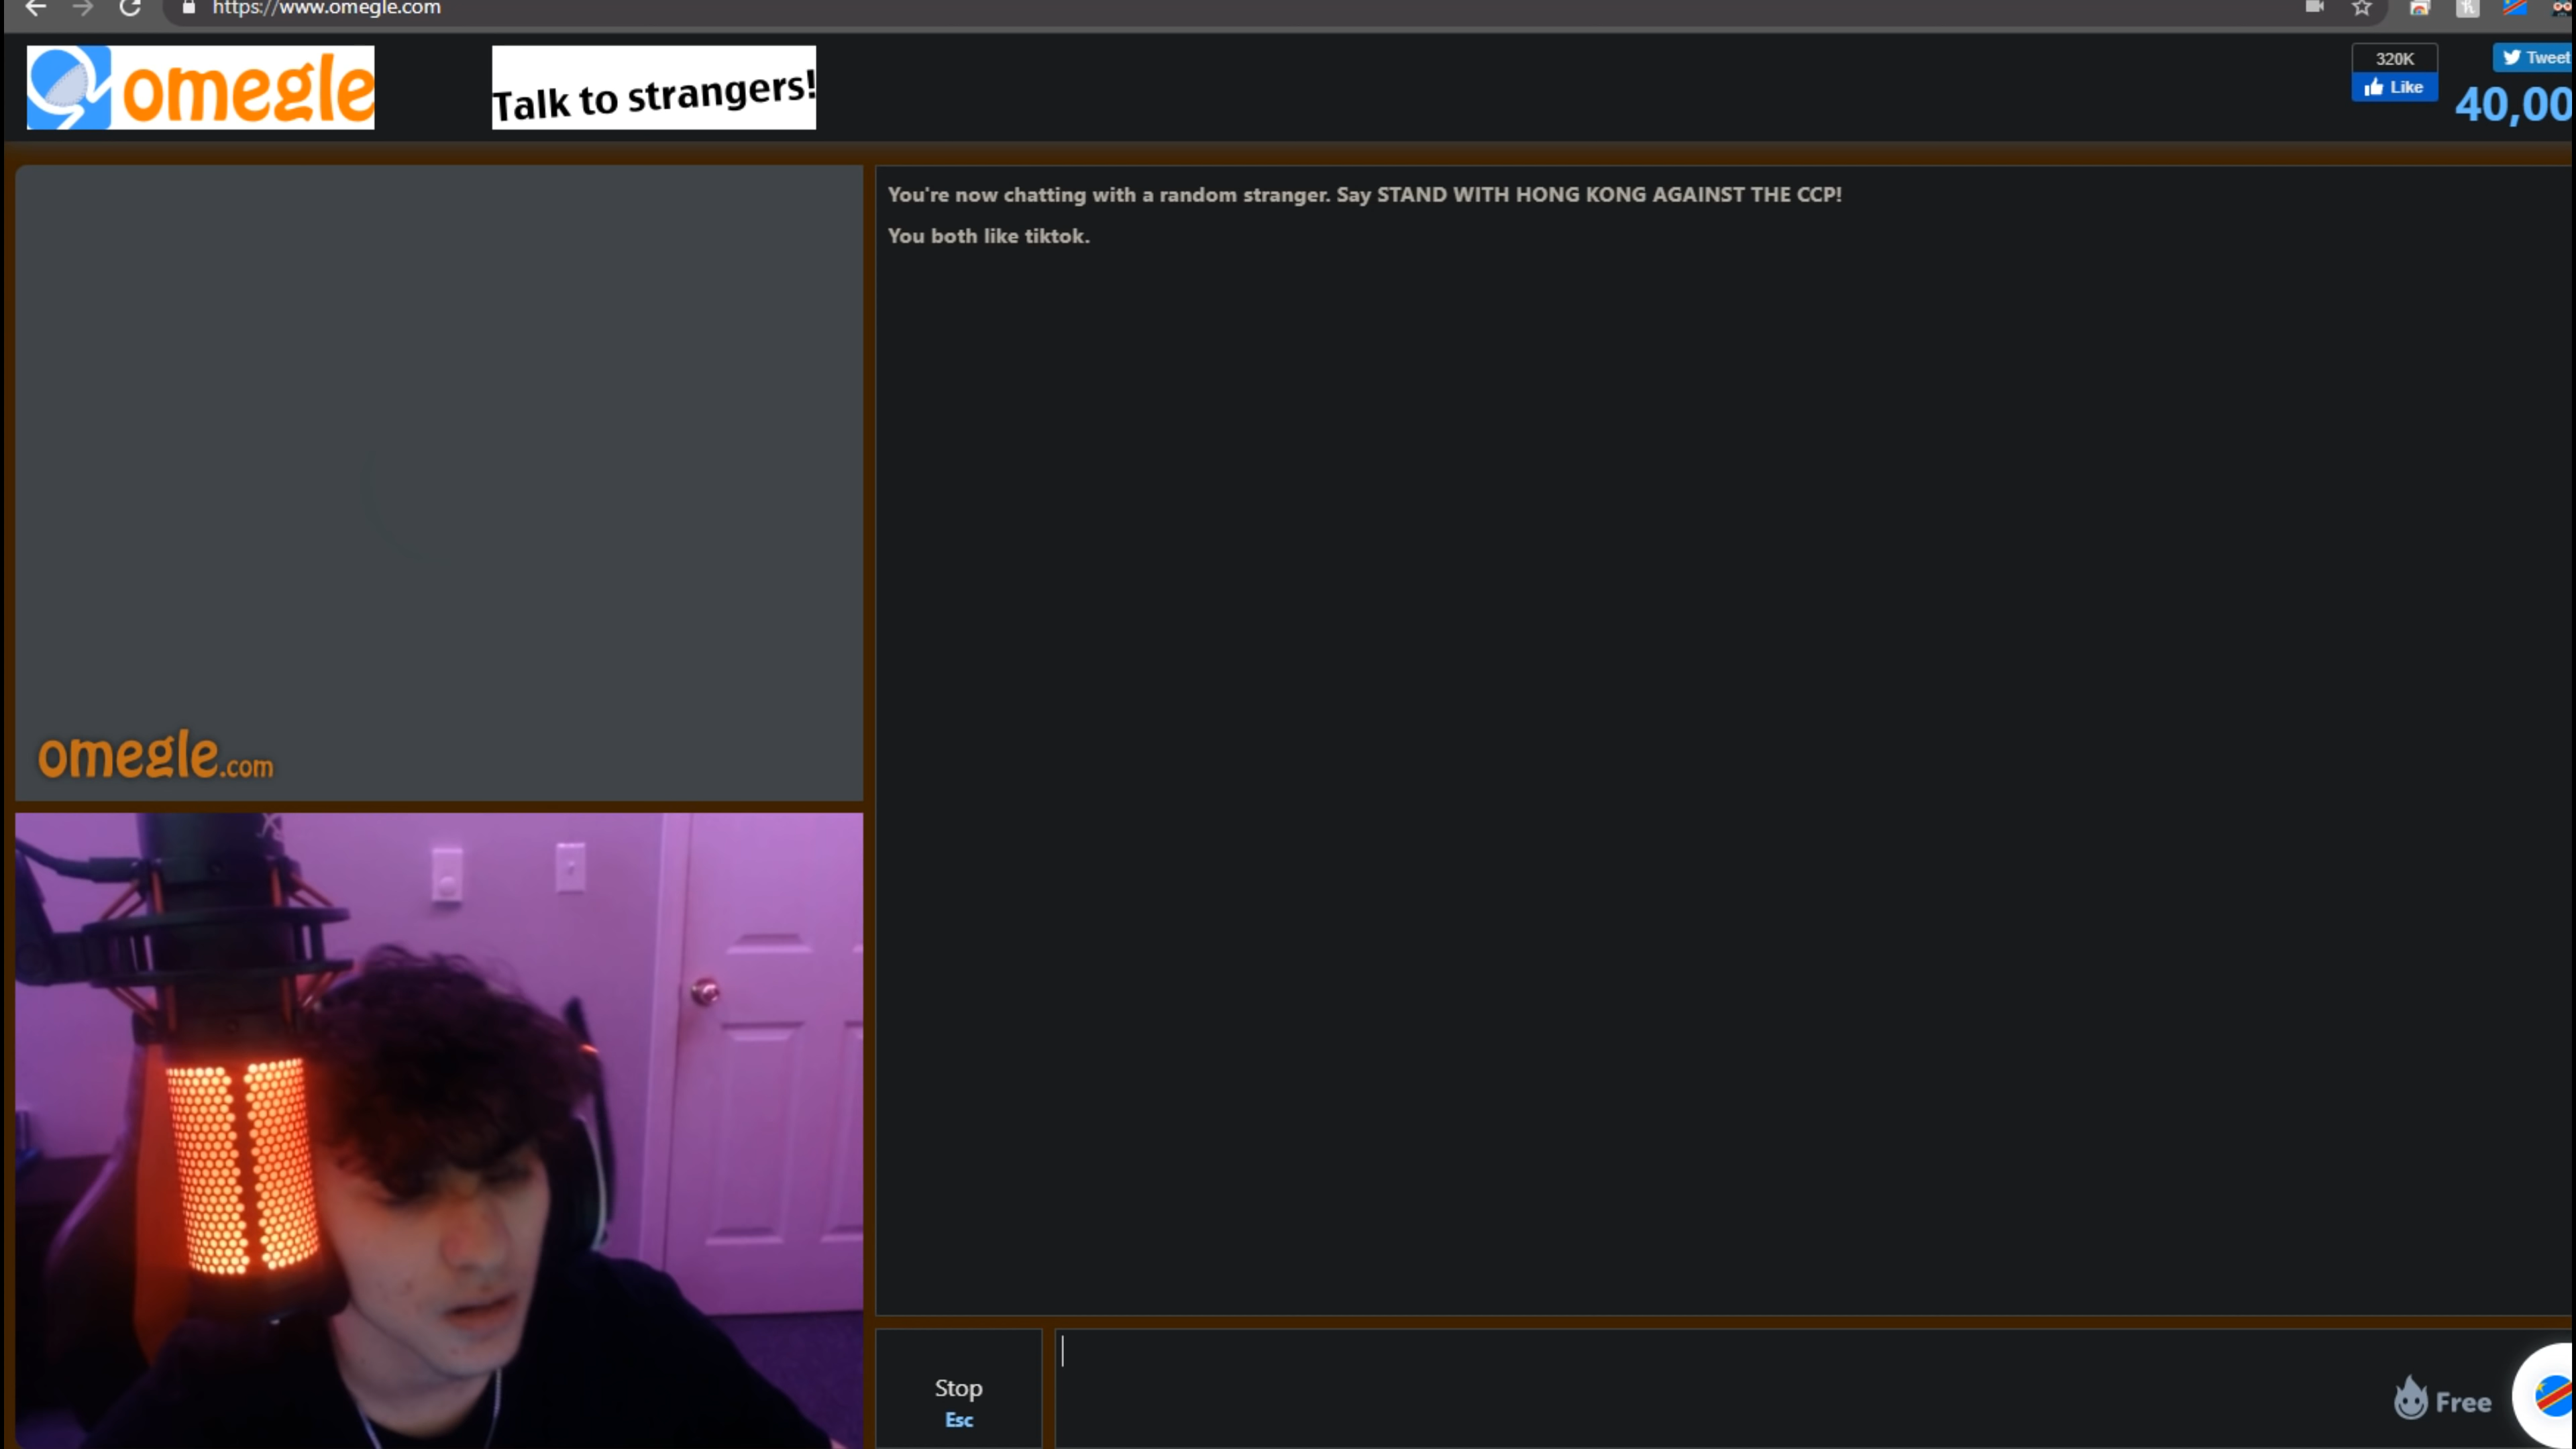 https://www.omegle.com
omegle
Talk to strangers!
320K
Like
Tweet
40,00
You're now chatting with a random stranger. Say STAND WITH HONG KONG AGAINST THE CCP!
You both like tiktok.
omegle.com
Stop
Esc
Free